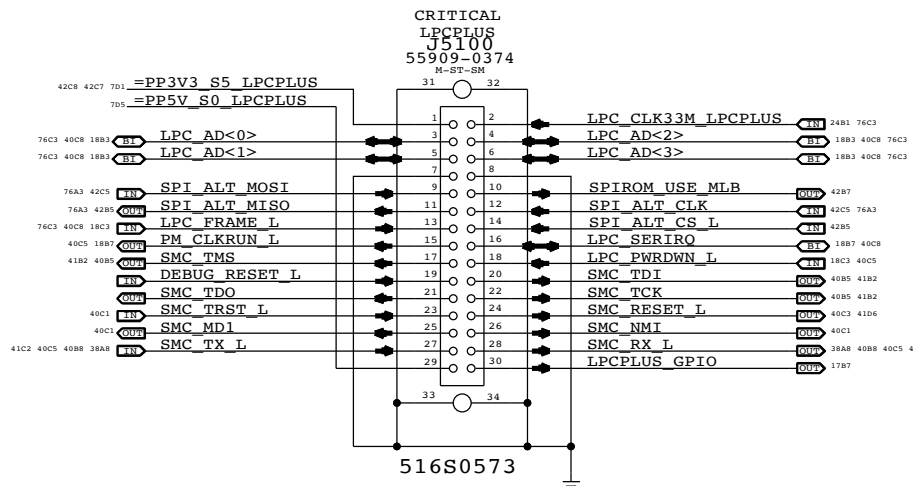 CRITICAL
LPCPLUS
J5100
55909-0374
M-ST-SM
31 32
42C8 42C7 7D1 =PP3V3_S5_LPCPLUS
7D5 =PP5V_S0_LPCPLUS
1 2 LPC_CLK33M_LPCPLUS IN 24B1 76C3
76C3 40C8 18B3 BI LPC_AD<0> 3 4 LPC_AD<2> BI 18B3 40C8 76C3
76C3 40C8 18B3 BI LPC_AD<1> 5 6 LPC_AD<3> BI 18B3 40C8 76C3
7 8
76A3 42C5 IN SPI_ALT_MOSI 9 10 SPIROM_USE_MLB OUT 42B7
76A3 42B5 OUT SPI_ALT_MISO 11 12 SPI_ALT_CLK IN 42C5 76A3
76C3 40C8 18C3 IN LPC_FRAME_L 13 14 SPI_ALT_CS_L IN 42B5
40C5 18B7 OUT PM_CLKRUN_L 15 16 LPC_SERIRQ BI 18B7 40C8
41B2 40B5 OUT SMC_TMS 17 18 LPC_PWRDWN_L IN 18C3 40C5
IN DEBUG_RESET_L 19 20 SMC_TDI OUT 40B5 41B2
OUT SMC_TDO 21 22 SMC_TCK OUT 40B5 41B2
40C1 IN SMC_TRST_L 23 24 SMC_RESET_L OUT 40C3 41D6
40C1 OUT SMC_MD1 25 26 SMC_NMI OUT 40C1
41C2 40C5 40B8 38A8 IN SMC_TX_L 27 28 SMC_RX_L OUT 38A8 40B8 40C5 4
29 30 LPCPLUS_GPIO OUT 17B7
33 34
516S0573